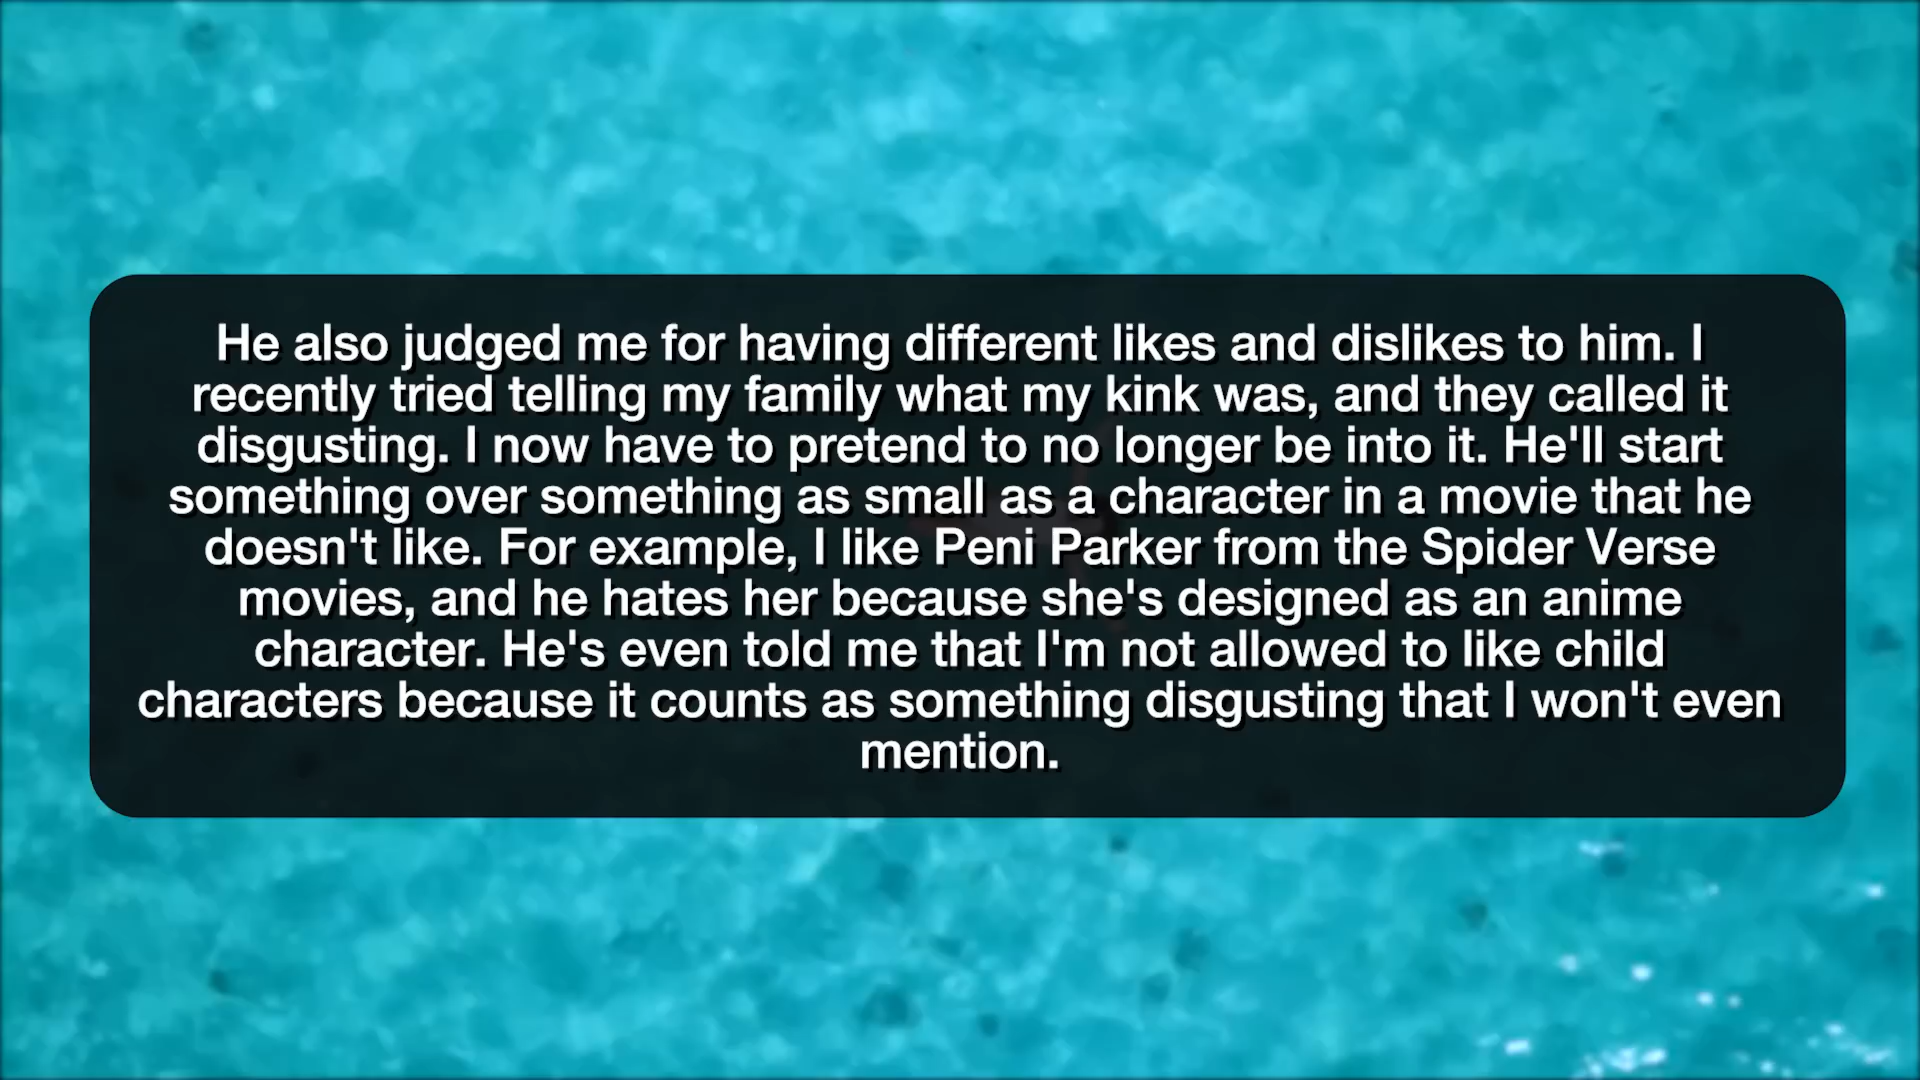 He also judged me for having different likes and dislikes to him. I
recently tried telling my family what my kink was, and they called it
disgusting. I now have to pretend to no longer be into it. He'll start
something over something as small as a character in a movie that he
doesn't like. For example, I like Peni Parker from the Spider Verse
movies, and he hates her because she's designed as an anime
character. He's even told me that I'm not allowed to like child
characters because it counts as something disgusting that I won't even
mention.